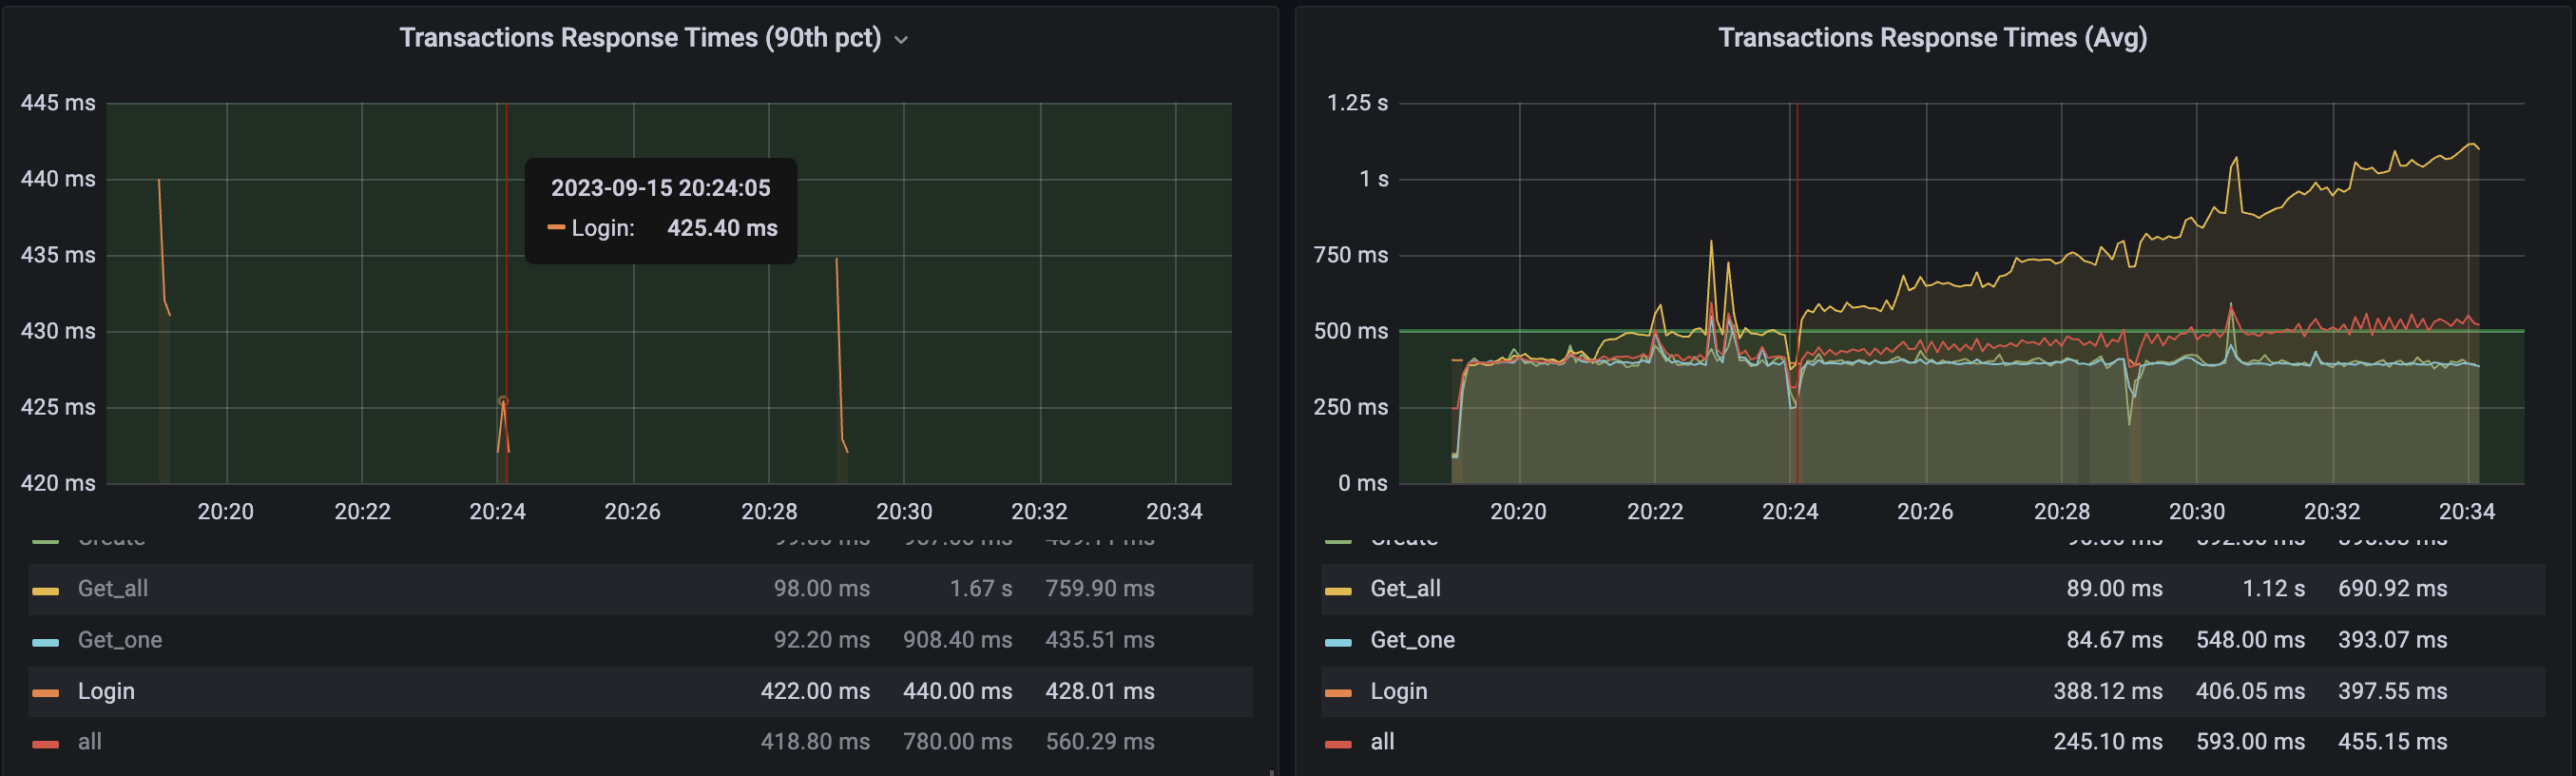 Transactions Response Times (90th pct)
445 ms
440 ms
435 ms
430 ms
425 ms
420 ms
2023-09-15 20:24:05
Login: 425.40 ms
20:20 20:22 20:24 20:26 20:28 20:30 20:32 20:34
Create
Get_all 98.00 ms 1.67 s 759.90 ms
Get_one 92.20 ms 908.40 ms 435.51 ms
Login 422.00 ms 440.00 ms 428.01 ms
all 418.80 ms 780.00 ms 560.29 ms
Transactions Response Times (Avg)
1.25 s
1 s
750 ms
500 ms
250 ms
0 ms
20:20 20:22 20:24 20:26 20:28 20:30 20:32 20:34
Create
Get_all 89.00 ms 1.12 s 690.92 ms
Get_one 84.67 ms 548.00 ms 393.07 ms
Login 388.12 ms 406.05 ms 397.55 ms
all 245.10 ms 593.00 ms 455.15 ms